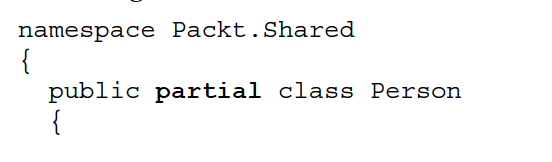 namespace Packt.Shared
{
public partial class Person
{